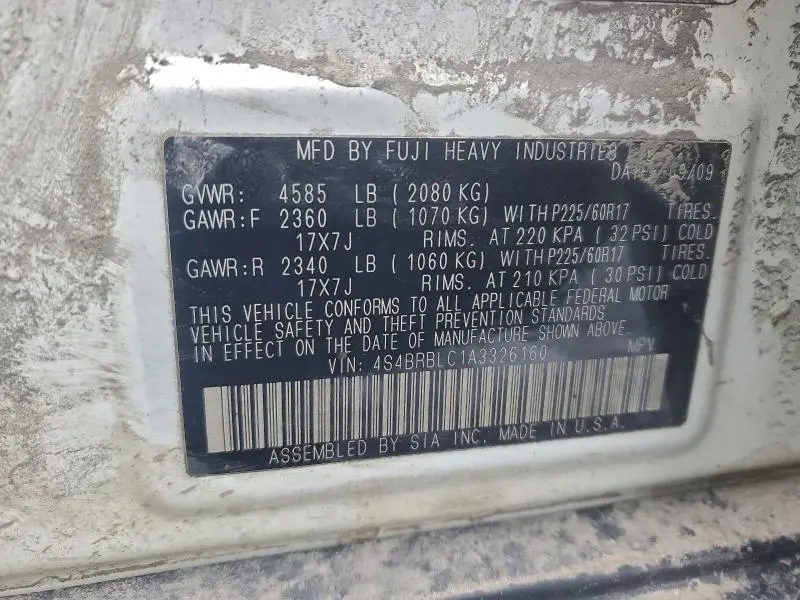 MFD BY FUJI HEAVY INDUSTRIES
09/09
GVWR: 4585 LB (2080 KG)
GAWR:F 2360 LB (1070 KG) WITH P225/60R17 TIRES.
17X7J RIMS. AT 220 KPA (32 PSI) COLD
GAWR:R 2340 LB (1060 KG) WITH P225/60R17 TIRES.
17X7J RIMS. AT 210 KPA (30 PSI) COLD
THIS VEHICLE CONFORMS TO ALL APPLICABLE FEDERAL MOTOR
VEHICLE SAFETY AND THEFT PREVENTION STANDARDS
IN EFFECT ON THE DATE OF MANUFACTURE SHOWN ABOVE.
VIN: 4S4BRBLC1A3326160 MPV
ASSEMBLED BY SIA INC. MADE IN U.S.A.